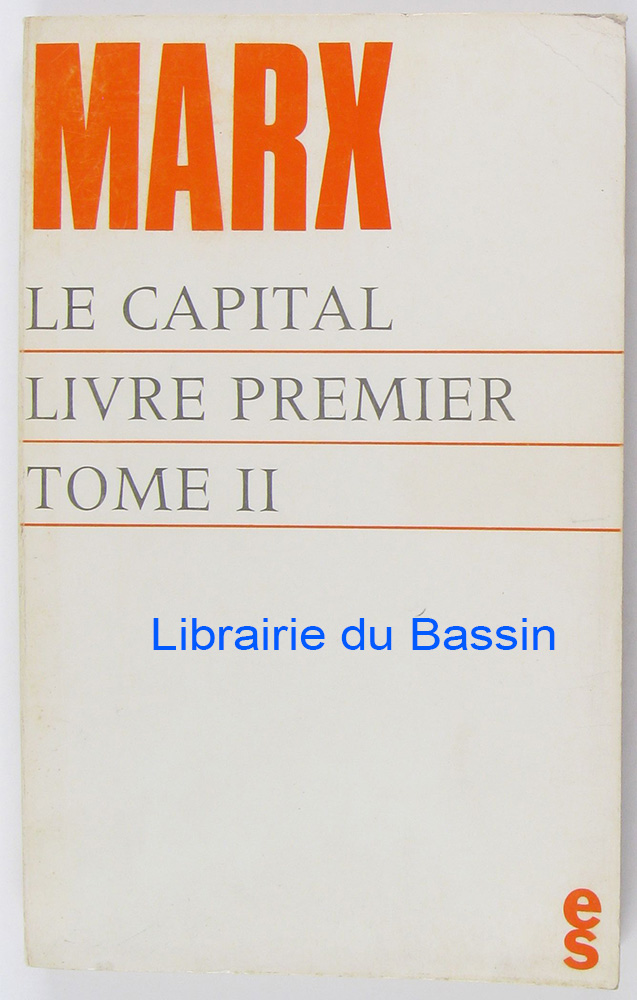 MARX
LE CAPITAL
LIVRE PREMIER
TOME II
Librairie du Bassin
es